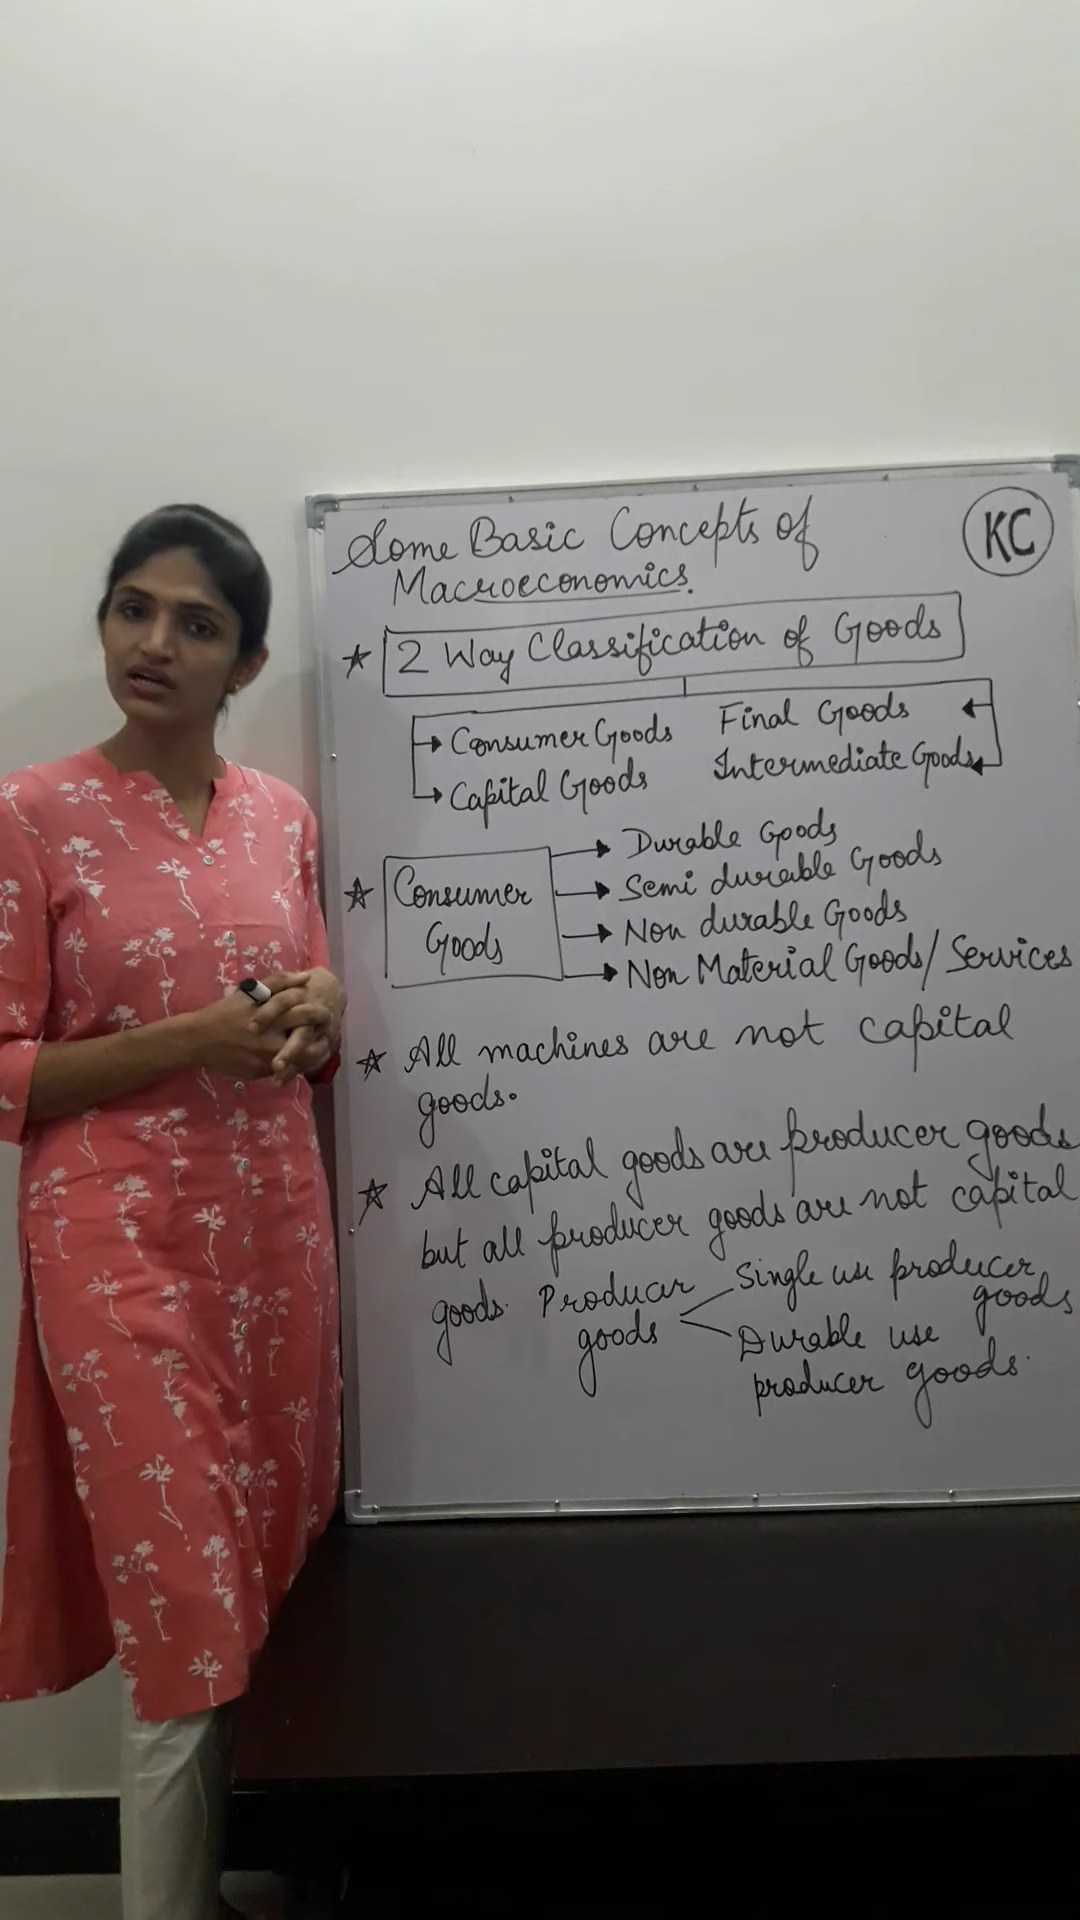 Some Basic Concepts of
Macroeconomics.
KC
2 Way Classification of Goods
Consumer Goods
Capital Goods
Final Goods
Intermediate Goods
Consumer
Goods
Durable Goods
Semi durable Goods
Non durable Goods
Non Material Goods/Services
All machines are not capital
goods.
All capital goods are producer goods
but all producer goods are not capital
goods. Producer
goods
Single use producer
goods
Durable use
producer goods.